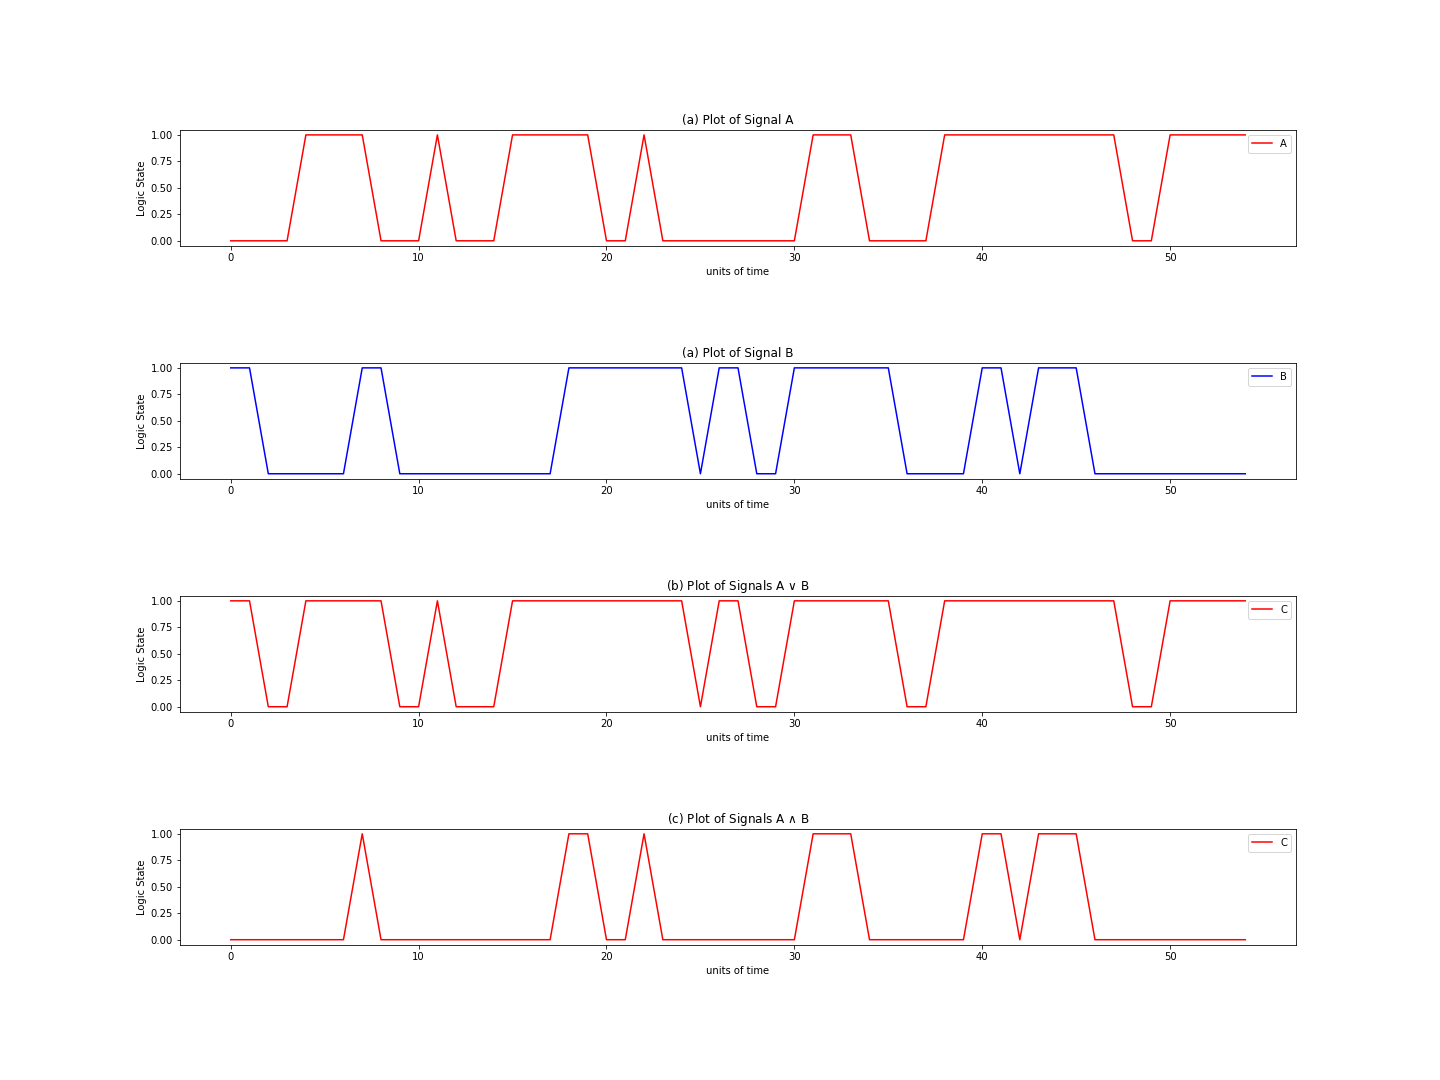 (a) Plot of Signal A
1.00
0.75
0.50
0.25
0.00
Logic State
A
0 10 20 30 40 50
units of time
(a) Plot of Signal B
1.00
0.75
0.50
0.25
0.00
Logic State
B
0 10 20 30 40 50
units of time
(b) Plot of Signals A ∨ B
1.00
0.75
0.50
0.25
0.00
Logic State
C
0 10 20 30 40 50
units of time
(c) Plot of Signals A ∧ B
1.00
0.75
0.50
0.25
0.00
Logic State
C
0 10 20 30 40 50
units of time